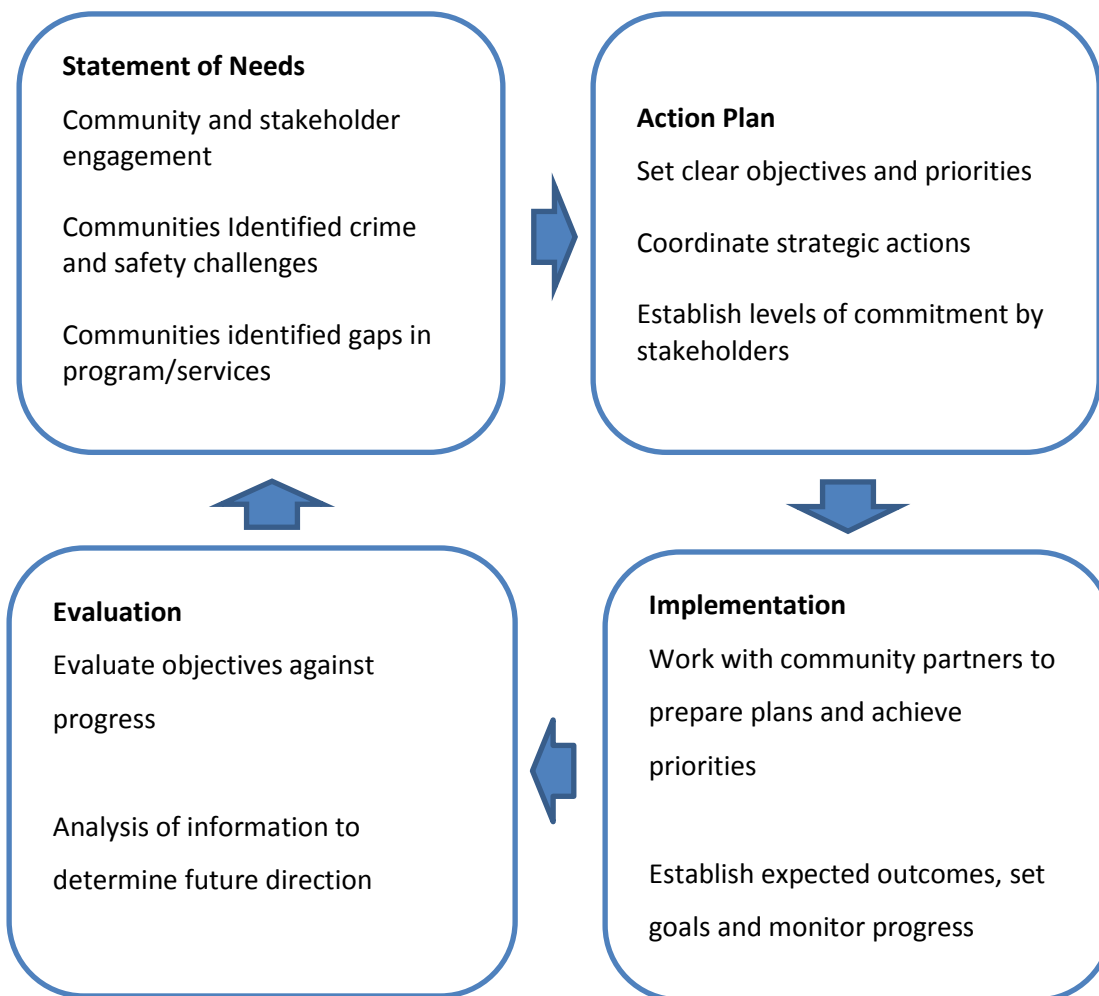 Statement of Needs
Community and stakeholder
engagement
Communities Identified crime
and safety challenges
Communities identified gaps in
program/services
Action Plan
Set clear objectives and priorities
Coordinate strategic actions
Establish levels of commitment by
stakeholders
Evaluation
Evaluate objectives against
progress
Analysis of information to
determine future direction
Implementation
Work with community partners to
prepare plans and achieve
priorities
Establish expected outcomes, set
goals and monitor progress